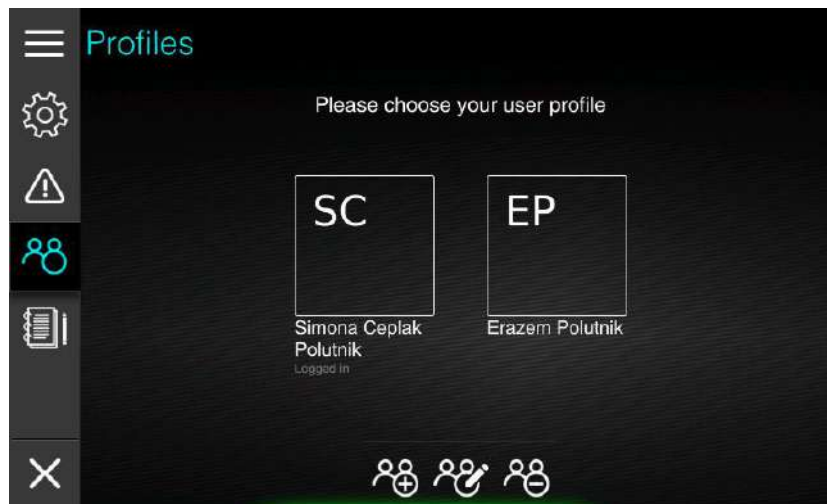 Profiles
Please choose your user profile
SC
EP
Simona Ceplak
Polutnik
Logged in
Erazem Polutnik